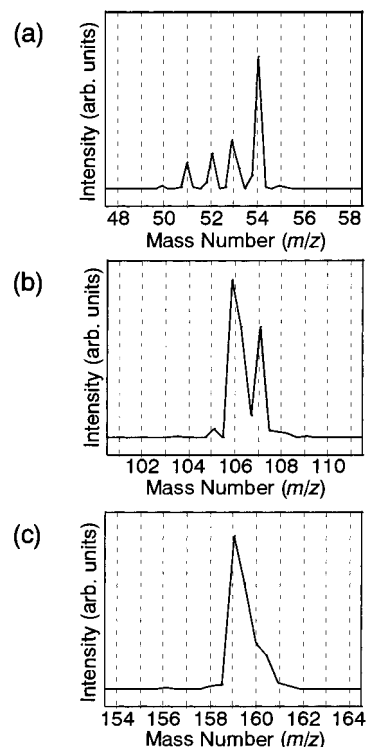 (a)
Intensity (arb. units)
48 50 52 54 56 58
Mass Number (m/z)
(b)
Intensity (arb. units)
102 104 106 108 110
Mass Number (m/z)
(c)
Intensity (arb. units)
154 156 158 160 162 164
Mass Number (m/z)